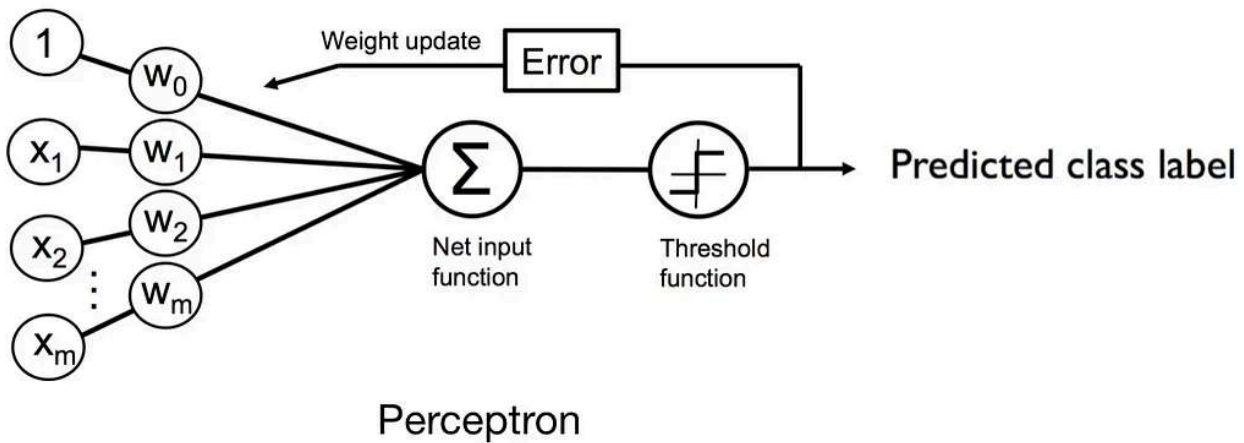 1
w₀
Weight update
Error
x₁
w₁
Σ
Predicted class label
x₂
w₂
Net input
function
Threshold
function
⋮
wₘ
xₘ
Perceptron